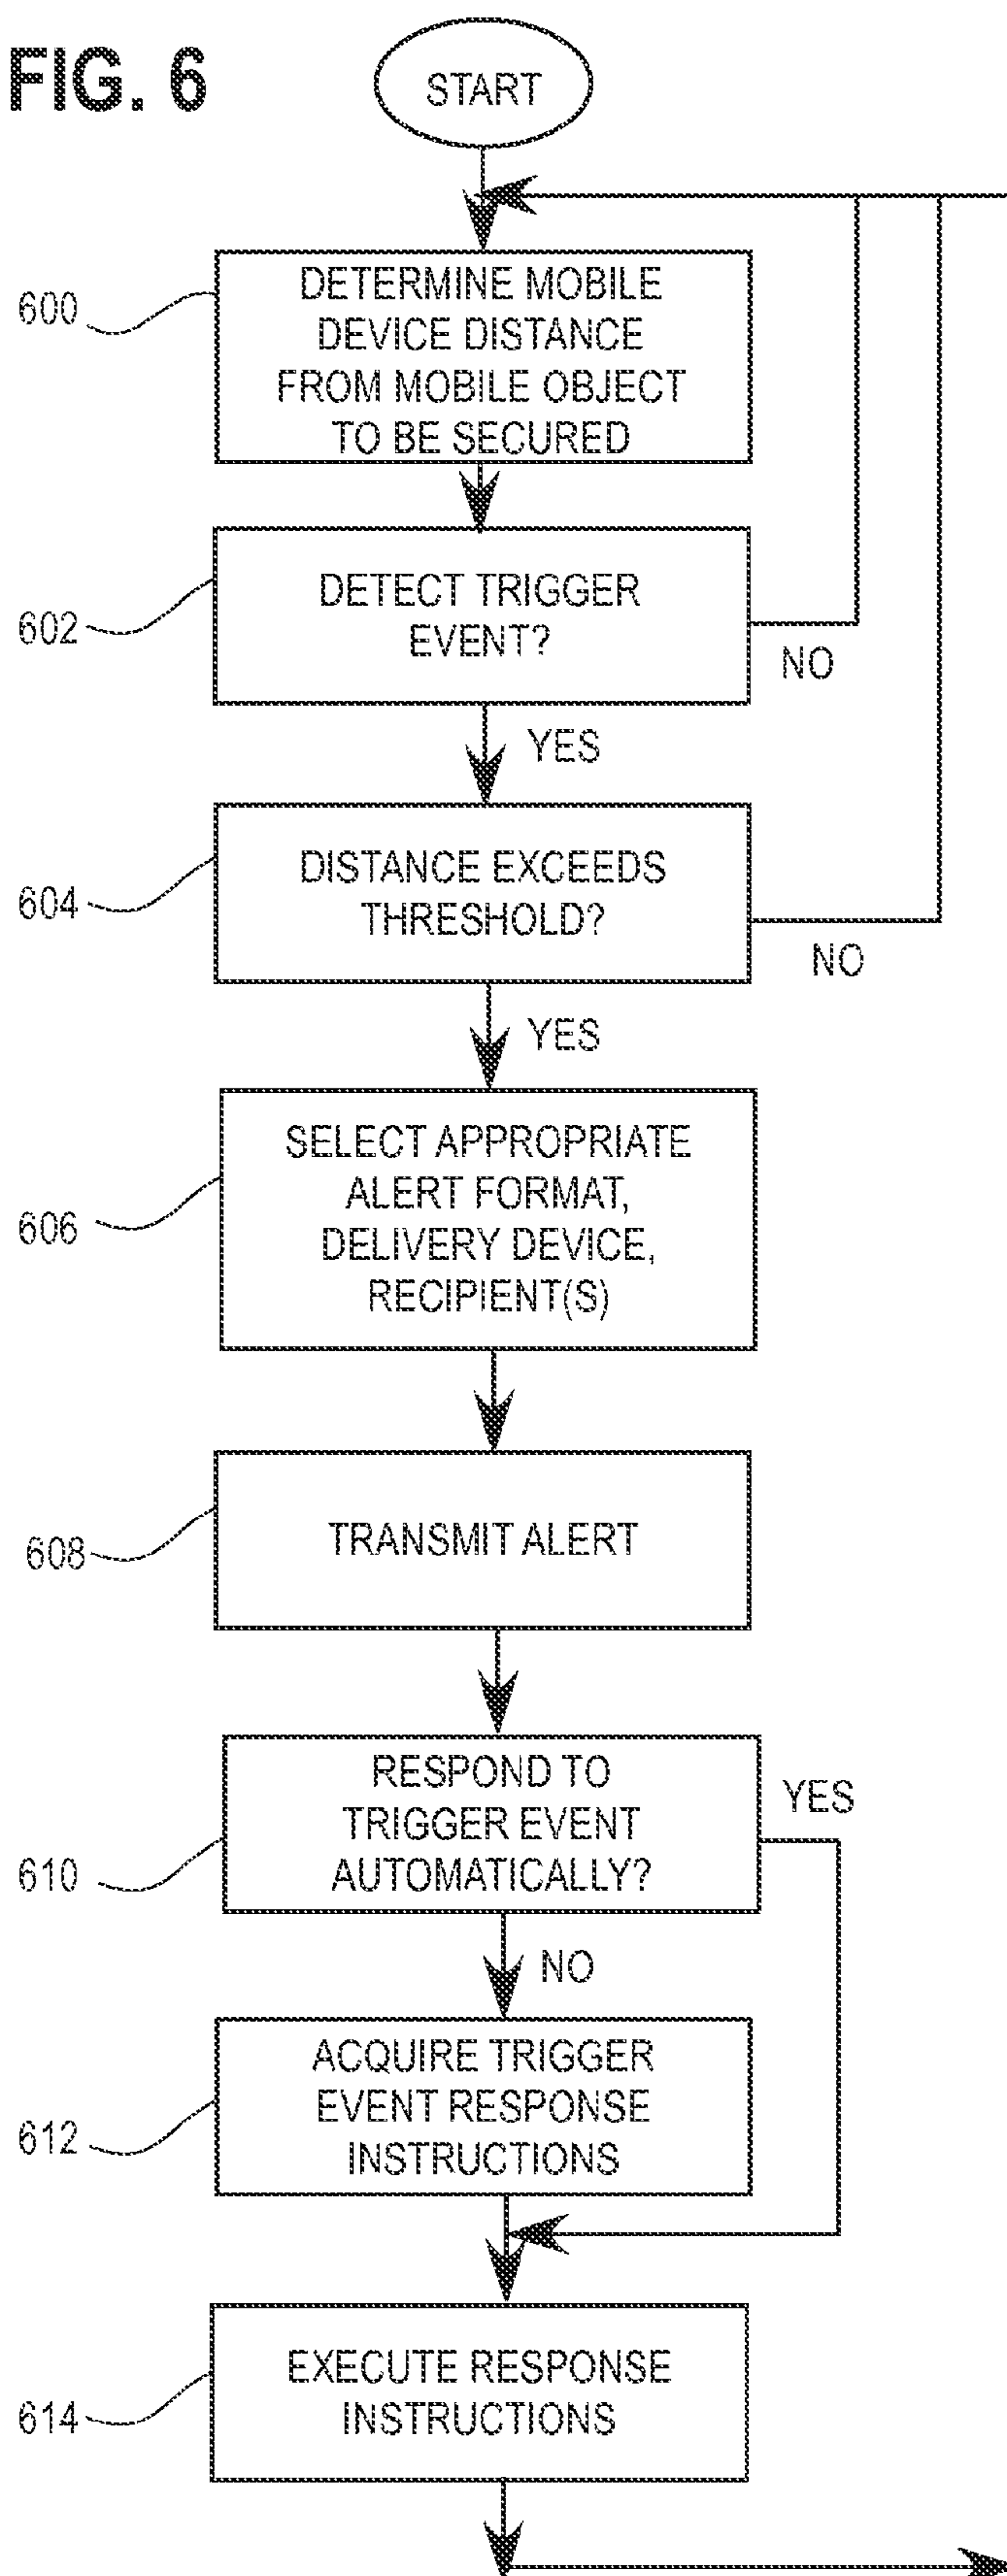 FIG. 6
START
600
DETERMINE MOBILE
DEVICE DISTANCE
FROM MOBILE OBJECT
TO BE SECURED
602
DETECT TRIGGER
EVENT?
NO
YES
604
DISTANCE EXCEEDS
THRESHOLD?
NO
YES
606
SELECT APPROPRIATE
ALERT FORMAT,
DELIVERY DEVICE,
RECIPIENT(S)
608
TRANSMIT ALERT
610
RESPOND TO
TRIGGER EVENT
AUTOMATICALLY?
YES
NO
612
ACQUIRE TRIGGER
EVENT RESPONSE
INSTRUCTIONS
614
EXECUTE RESPONSE
INSTRUCTIONS